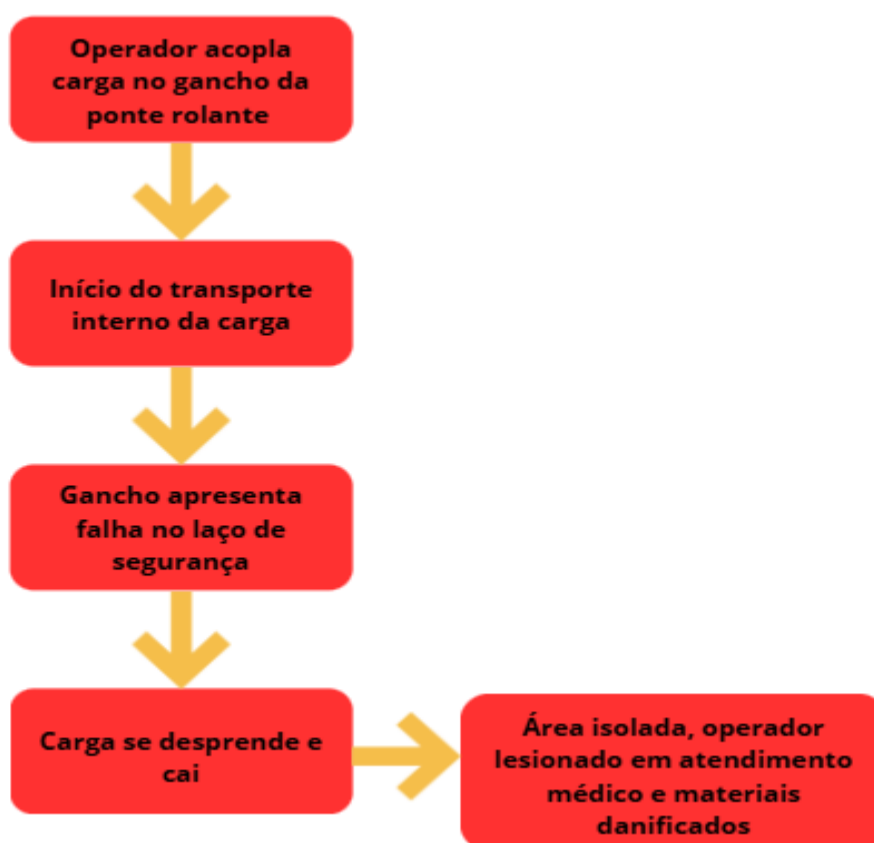 Operador acopla
carga no gancho da
ponte rolante
Início do transporte
interno da carga
Gancho apresenta
falha no laço de
segurança
Carga se desprende e
cai
Área isolada, operador
lesionado em atendimento
médico e materiais
danificados